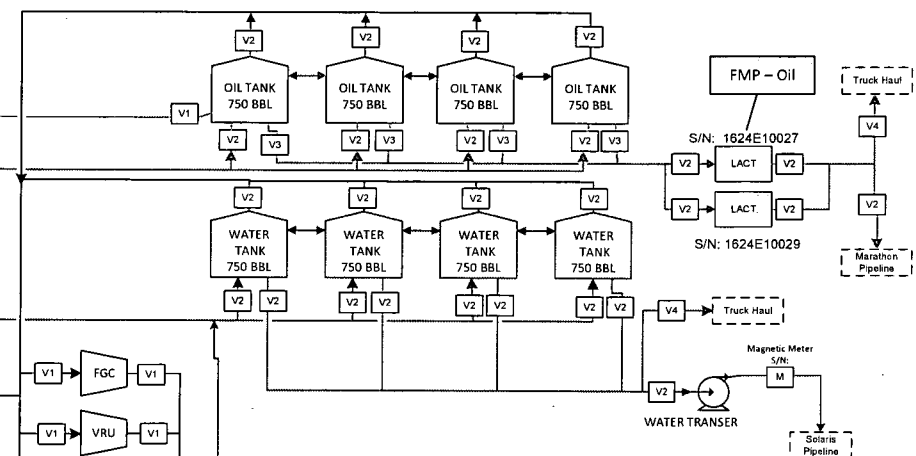 V2 V2 V2 V2
FMP – Oil
Truck Haul
OIL TANK OIL TANK OIL TANK OIL TANK
750 BBL 750 BBL 750 BBL 750 BBL
V1
V4
V2 V3 V2 V3 V2 V3 V2 V3
S/N: 1624E10027
V2 LACT V2
V2 V2 V2 V2
V2 LACT. V2 V2
S/N: 1624E10029
WATER WATER WATER WATER
TANK TANK TANK TANK
750 BBL 750 BBL 750 BBL 750 BBL
Marathon
Pipeline
V2 V2 V2 V2 V2 V2 V2 V2
V4 Truck Haul
Magnetic Meter
S/N:
V1 FGC V1
M
V2
WATER TRANSER
V1 VRU V1
Solaris
Pipeline